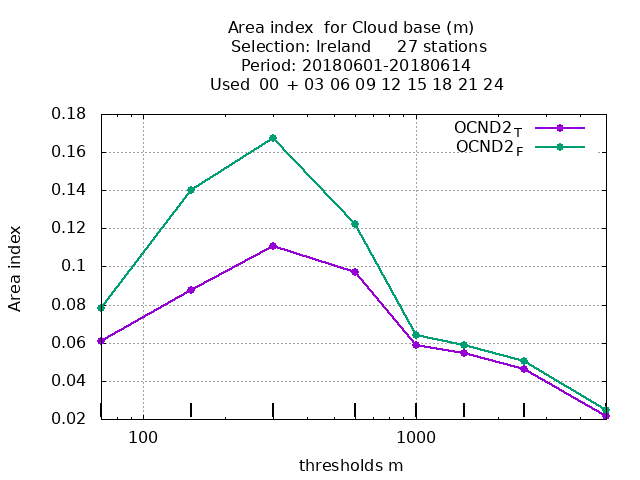 Area index  for Cloud base (m)
Selection: Ireland     27 stations
Period: 20180601-20180614
Used  00 + 03 06 09 12 15 18 21 24
OCND2_T
OCND2_F
Area index
0.18
0.16
0.14
0.12
0.1
0.08
0.06
0.04
0.02
100
1000
thresholds m